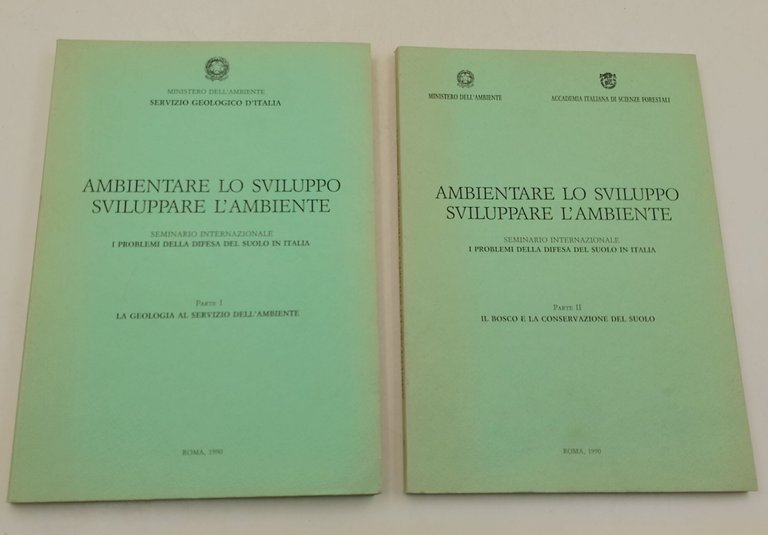 MINISTERO DELL'AMBIENTE
SERVIZIO GEOLOGICO D'ITALIA
AMBIENTARE LO SVILUPPO
SVILUPPARE L'AMBIENTE
SEMINARIO INTERNAZIONALE
I PROBLEMI DELLA DIFESA DEL SUOLO IN ITALIA
PARTE I
LA GEOLOGIA AL SERVIZIO DELL'AMBIENTE
ROMA, 1990
MINISTERO DELL'AMBIENTE
ACCADEMIA ITALIANA DI SCIENZE FORESTALI
AMBIENTARE LO SVILUPPO
SVILUPPARE L'AMBIENTE
SEMINARIO INTERNAZIONALE
I PROBLEMI DELLA DIFESA DEL SUOLO IN ITALIA
PARTE II
IL BOSCO E LA CONSERVAZIONE DEL SUOLO
ROMA, 1990